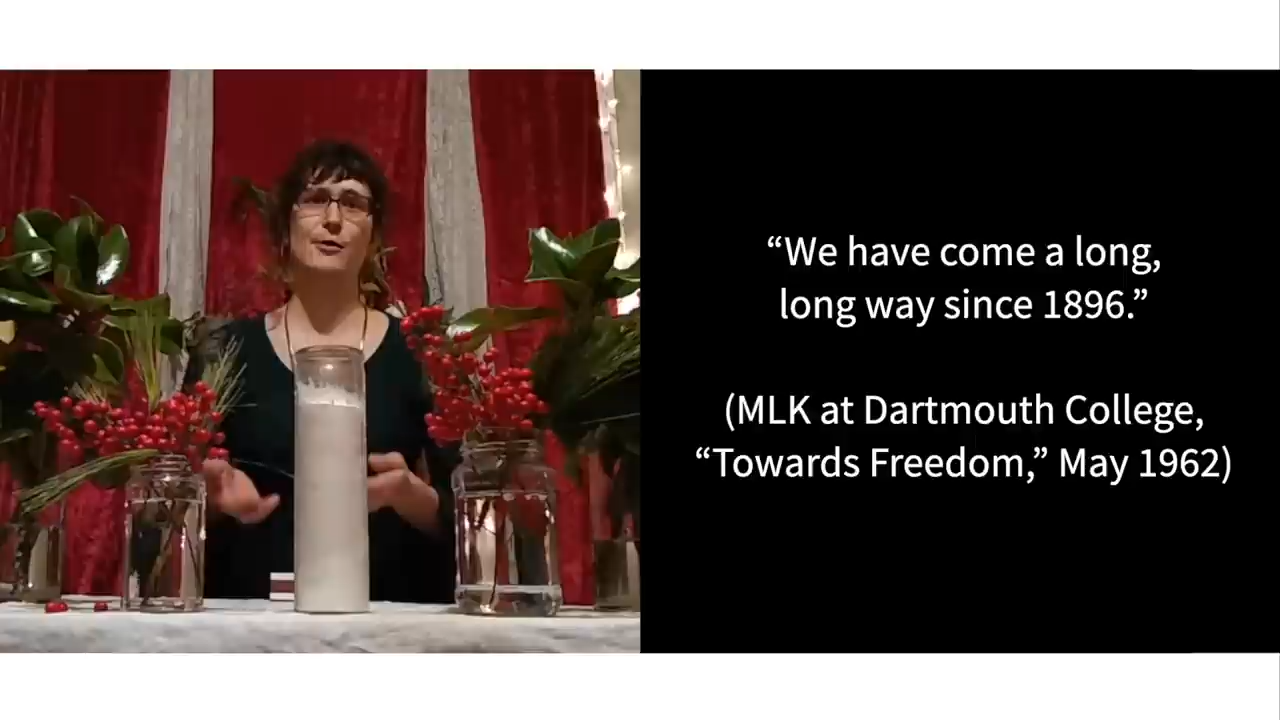 “We have come a long,
long way since 1896.”
(MLK at Dartmouth College,
“Towards Freedom,” May 1962)